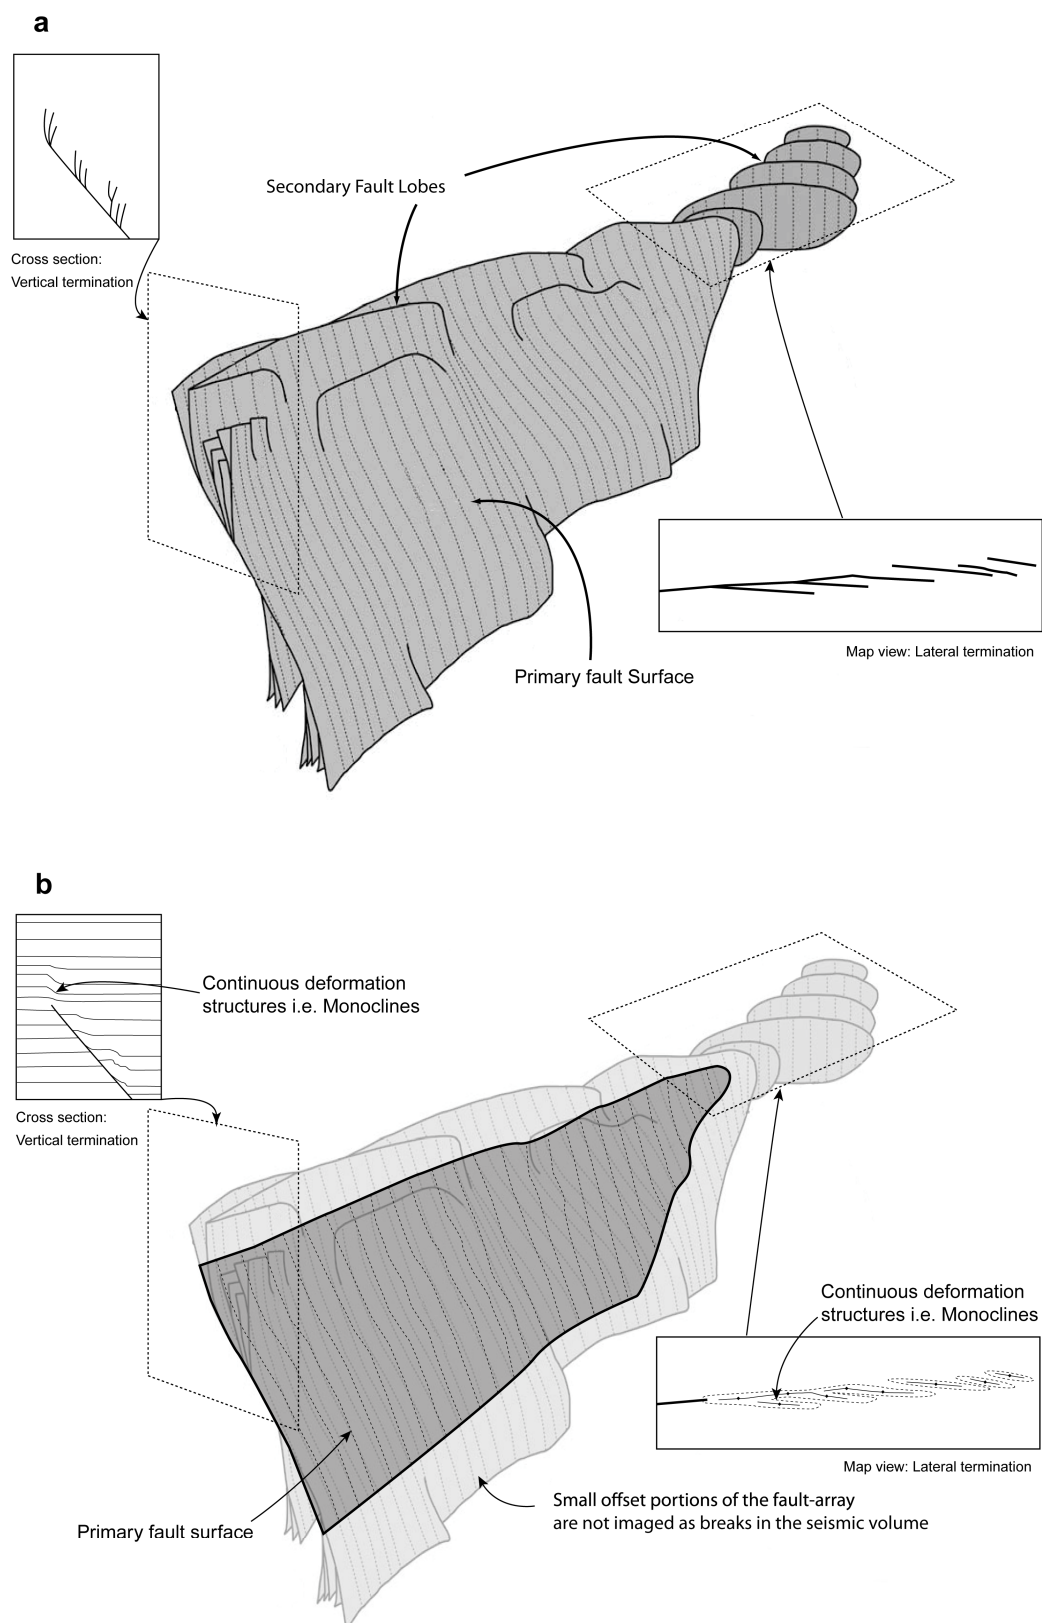 a
Secondary Fault Lobes
Cross section:
Vertical termination
Map view: Lateral termination
Primary fault Surface
b
Continuous deformation
structures i.e. Monoclines
Cross section:
Vertical termination
Continuous deformation
structures i.e. Monoclines
Map view: Lateral termination
Small offset portions of the fault-array
are not imaged as breaks in the seismic volume
Primary fault surface